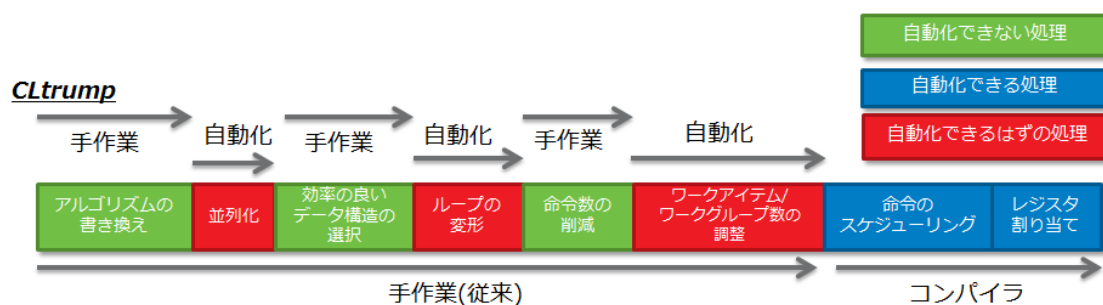 自動化できない処理
自動化できる処理
自動化できるはずの処理
CLtrump
手作業
自動化
手作業
自動化
手作業
自動化
アルゴリズムの
書き換え
並列化
効率の良い
データ構造の
選択
ループの
変形
命令数の
削減
ワークアイテム/
ワークグループ数の
調整
命令の
スケジューリング
レジスタ
割り当て
手作業(従来)
コンパイラ